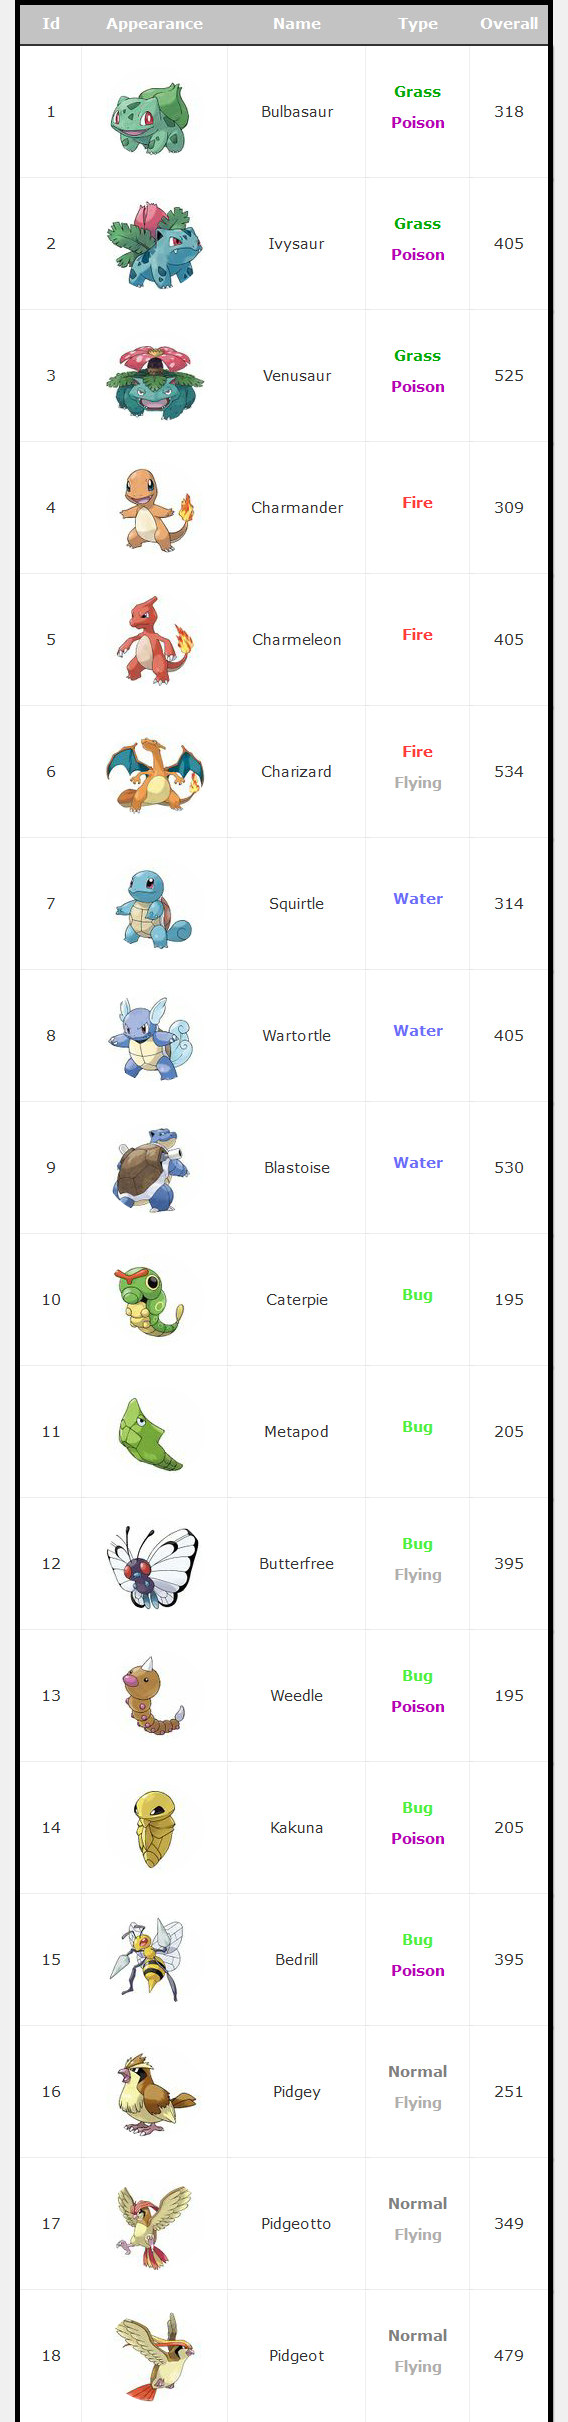 Id Appearance Name Type Overall
1 Bulbasaur Grass Poison 318
2 Ivysaur Grass Poison 405
3 Venusaur Grass Poison 525
4 Charmander Fire 309
5 Charmeleon Fire 405
6 Charizard Fire Flying 534
7 Squirtle Water 314
8 Wartortle Water 405
9 Blastoise Water 530
10 Caterpie Bug 195
11 Metapod Bug 205
12 Butterfree Bug Flying 395
13 Weedle Bug Poison 195
14 Kakuna Bug Poison 205
15 Bedrill Bug Poison 395
16 Pidgey Normal Flying 251
17 Pidgeotto Normal Flying 349
18 Pidgeot Normal Flying 479